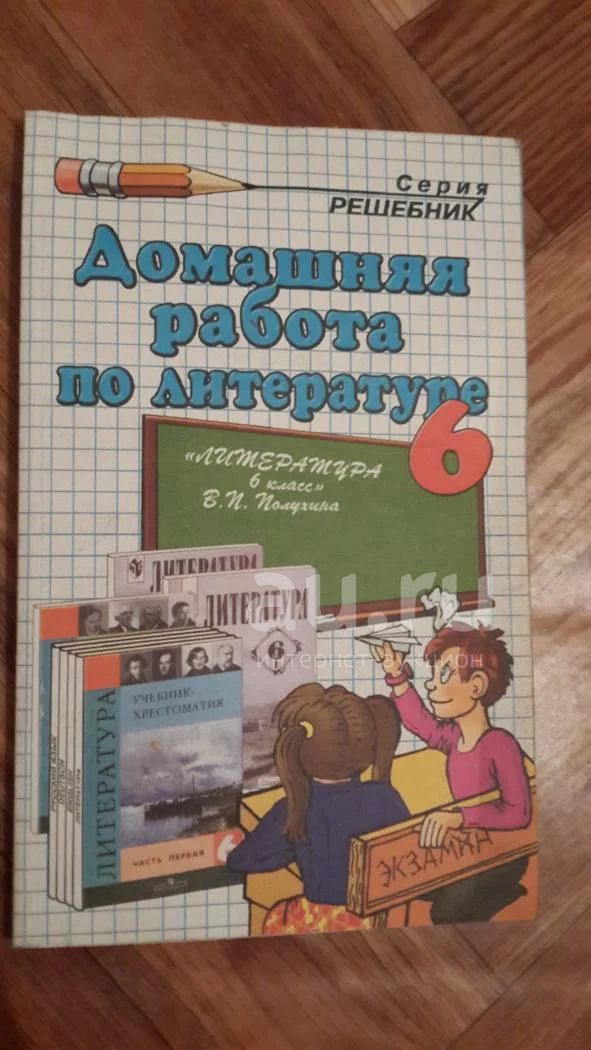 Серия
РЕШЕБНИК
Домашняя
работа
по литературе
6
«ЛИТЕРАТУРА
6 класс»
В.П. Полухина
ЛИТЕРАТУРА
ЛИТЕРАТУРА
6
au.ru
интернет-аукцион
УЧЕБНИК-
ХРЕСТОМАТИЯ
ЛИТЕРАТУРА
ЧАСТЬ ПЕРВАЯ
6
ЭКЗАМЕН